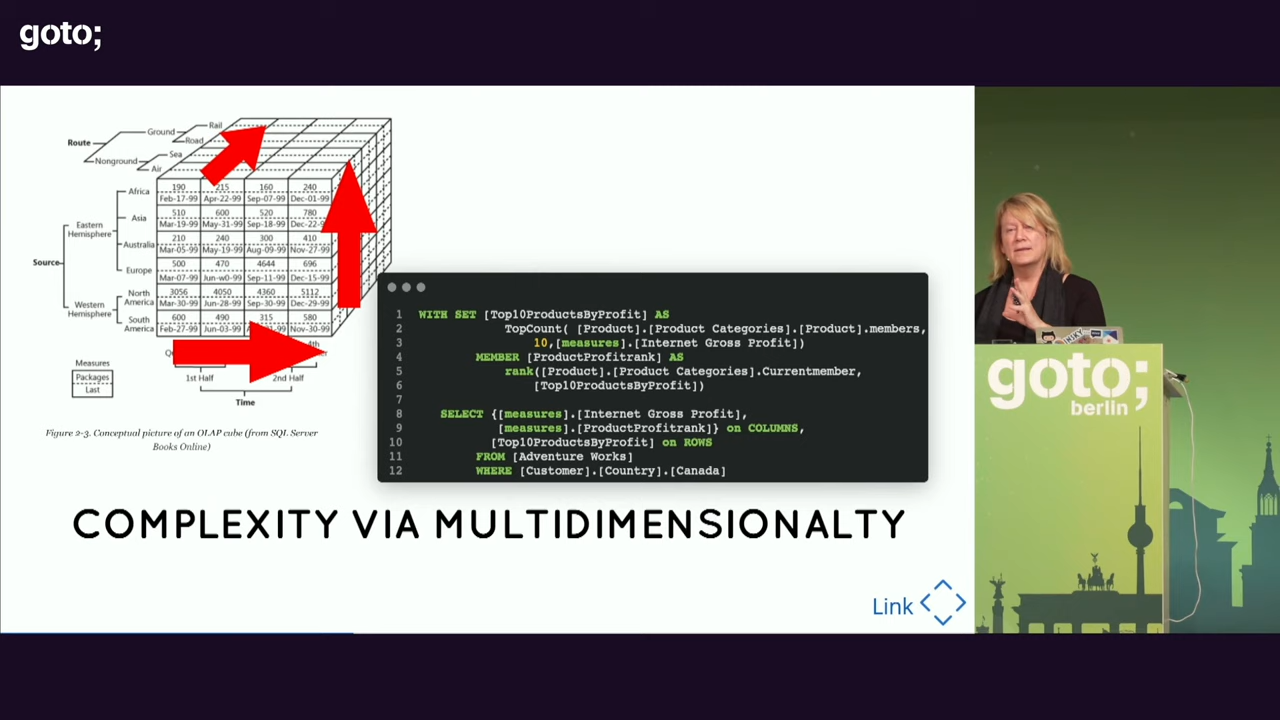 goto;
Route
Ground
Rail
Road
Nonground
Sea
Air
Source
Eastern
Hemisphere
Western
Hemisphere
Africa
190 215 160 240
Feb-17-99 Apr-22-99 Sep-07-99 Dec-01-99
Asia
510 600 520 780
Mar-19-99 May-31-99 Sep-18-99 Dec-22-
Australia
210 240 300 410
Mar-05-99 May-19-99 Aug-09-99 Nov-27-
Europe
500 470 4644 696
Mar-07-99 Jun-w0-99 Sep-11-99 Dec-15-
North
America
3056 4050 4360 5112
Mar-30-99 Jun-28-99 Sep-30-99 Dec-29-99
South
America
600 490 315 580
Feb-27-99 Jun-03-99 Nov-30-99
4th
Measures
Packages
Last
1st Half 2nd Half
Time
Figure 2-3. Conceptual picture of an OLAP cube (from SQL Server
Books Online)
1 WITH SET [Top10ProductsByProfit] AS
2 TopCount( [Product].[Product Categories].[Product].members,
3 10,[measures].[Internet Gross Profit])
4 MEMBER [ProductProfitrank] AS
5 rank([Product].[Product Categories].Currentmember,
6 [Top10ProductsByProfit])
7
8 SELECT {[measures].[Internet Gross Profit],
9 [measures].[ProductProfitrank]} on COLUMNS,
10 [Top10ProductsByProfit] on ROWS
11 FROM [Adventure Works]
12 WHERE [Customer].[Country].[Canada]
COMPLEXITY VIA MULTIDIMENSIONALTY
Link
goto;
berlin